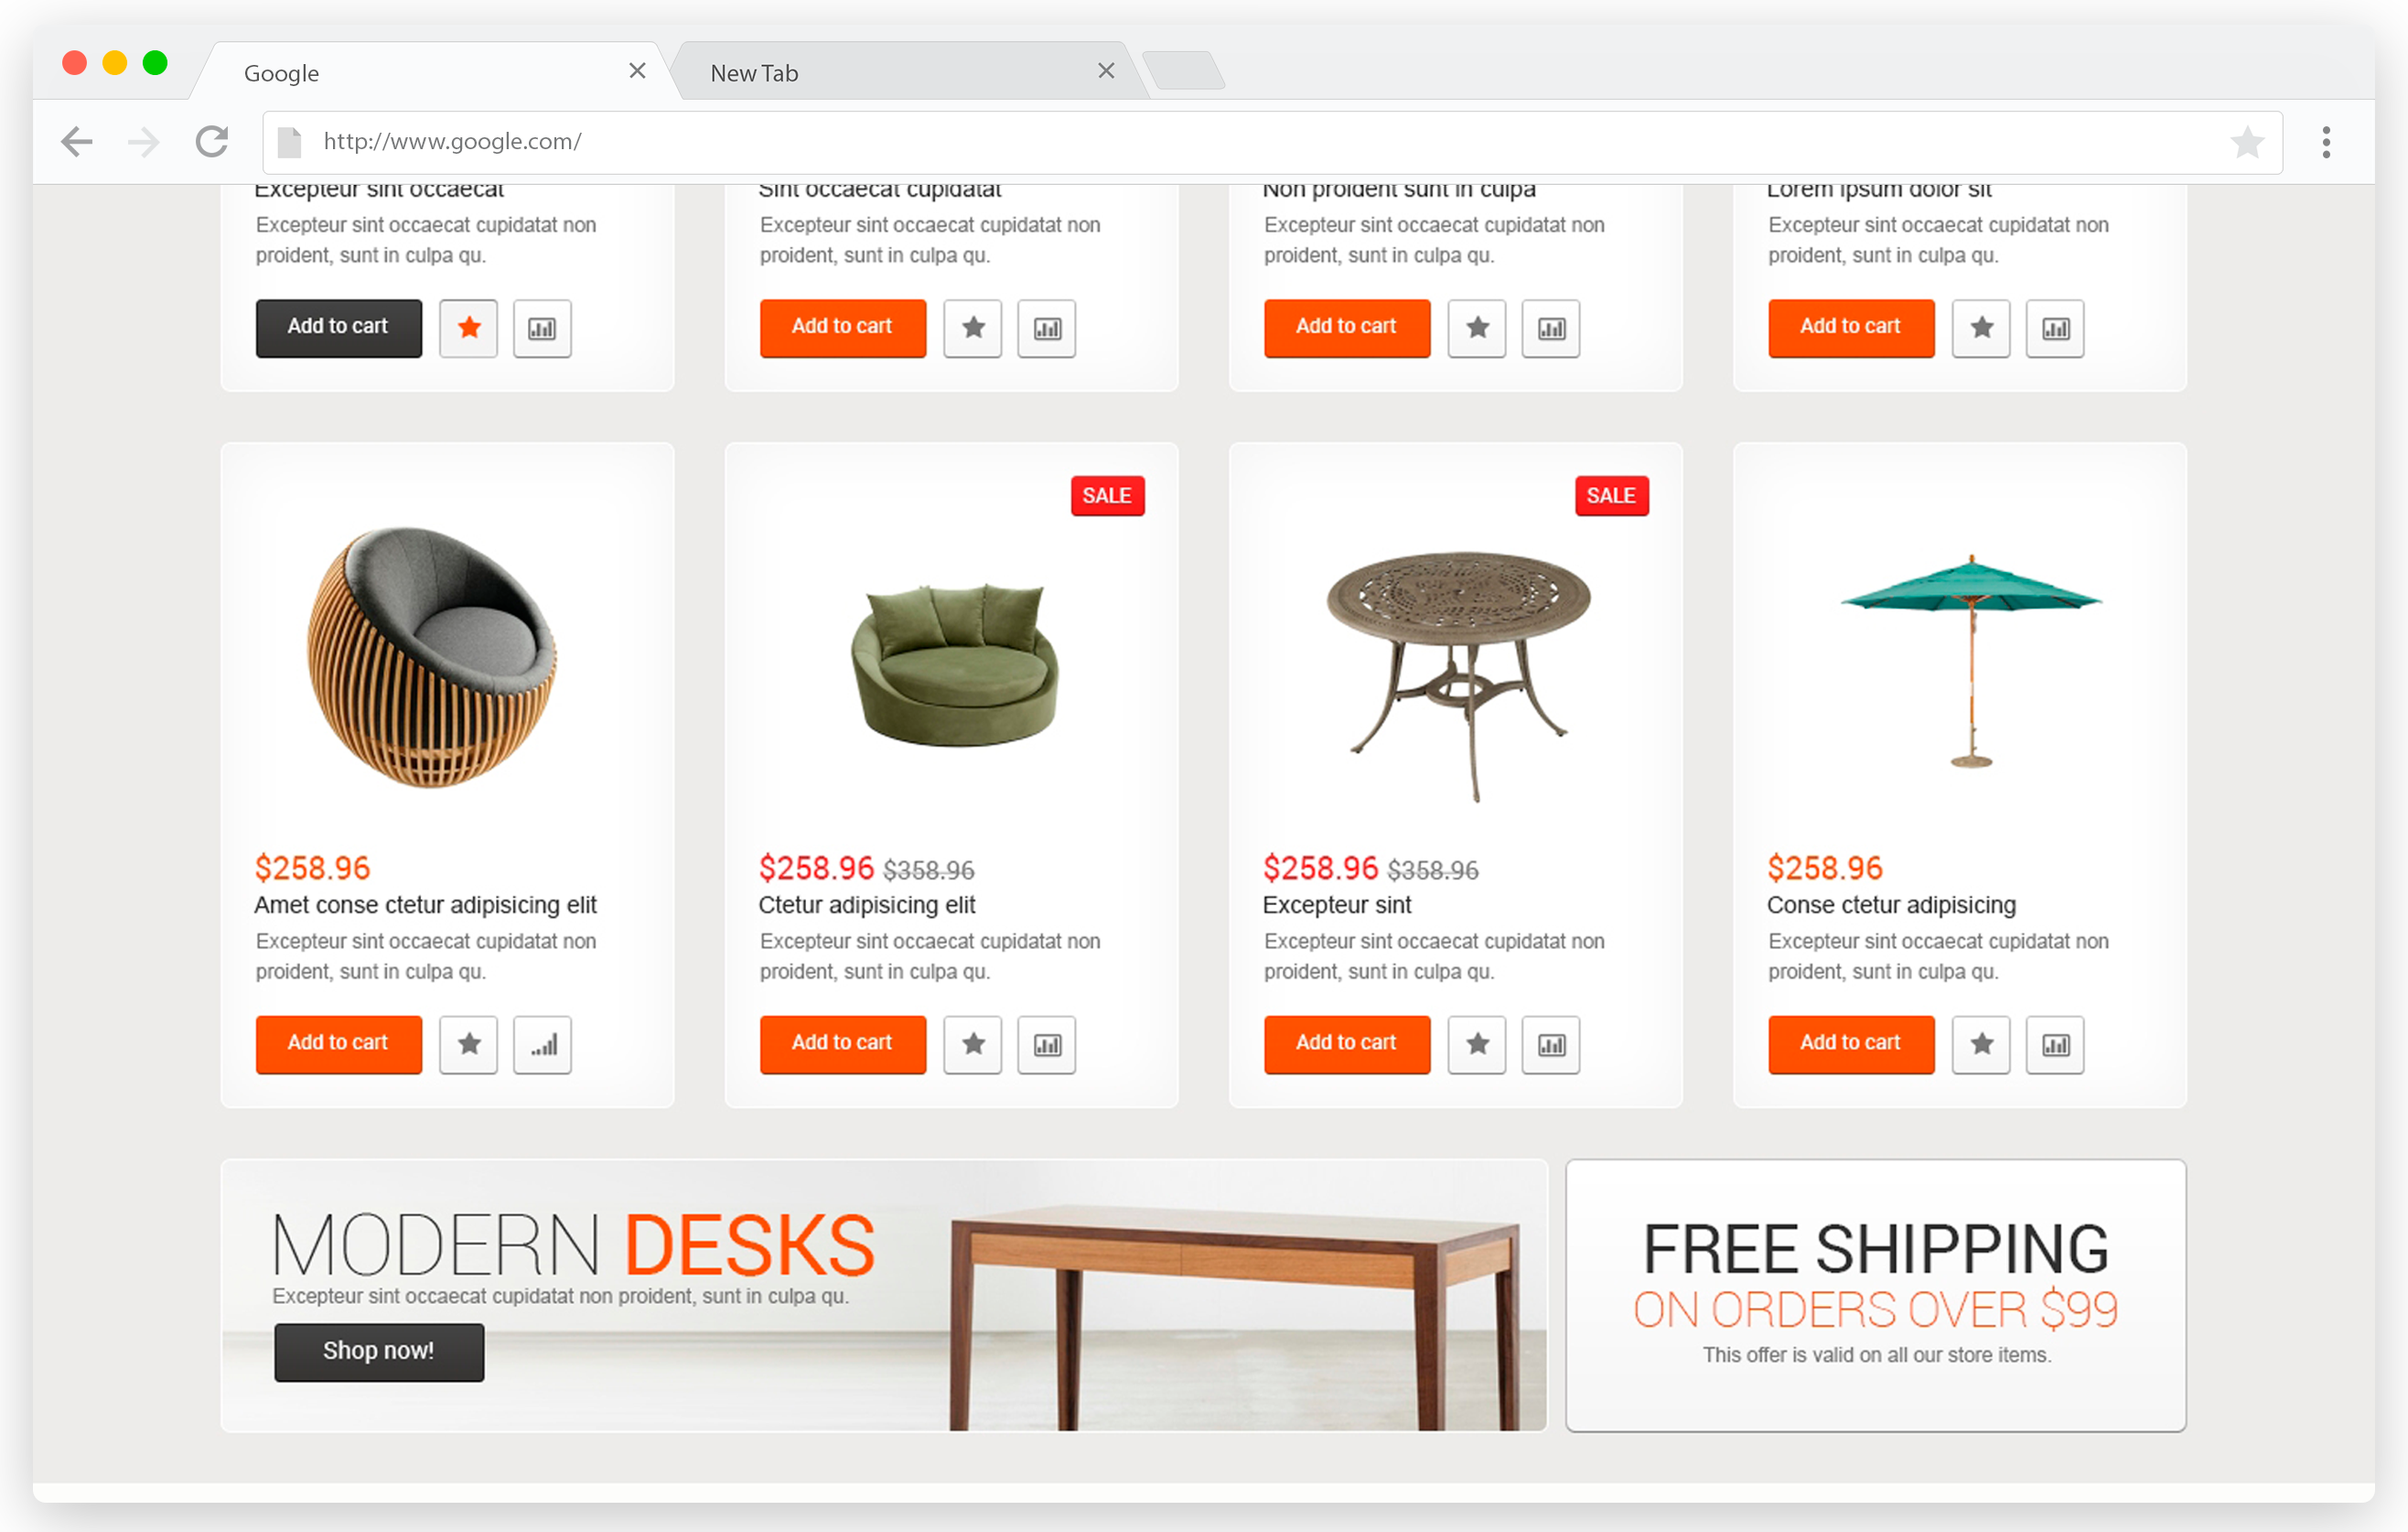 Google
New Tab
http://www.google.com/
Excepteur sint occaecat
Sint occaecat cupidatat
Non proident sunt in culpa
Lorem ipsum dolor sit
Excepteur sint occaecat cupidatat non
proident, sunt in culpa qu.
Excepteur sint occaecat cupidatat non
proident, sunt in culpa qu.
Excepteur sint occaecat cupidatat non
proident, sunt in culpa qu.
Excepteur sint occaecat cupidatat non
proident, sunt in culpa qu.
Add to cart
Add to cart
Add to cart
Add to cart
SALE
SALE
$258.96
Amet conse ctetur adipisicing elit
Excepteur sint occaecat cupidatat non
proident, sunt in culpa qu.
Add to cart
$258.96 $358.96
Ctetur adipisicing elit
Excepteur sint occaecat cupidatat non
proident, sunt in culpa qu.
Add to cart
$258.96 $358.96
Excepteur sint
Excepteur sint occaecat cupidatat non
proident, sunt in culpa qu.
Add to cart
$258.96
Conse ctetur adipisicing
Excepteur sint occaecat cupidatat non
proident, sunt in culpa qu.
Add to cart
MODERN DESKS
Excepteur sint occaecat cupidatat non proident, sunt in culpa qu.
Shop now!
FREE SHIPPING
ON ORDERS OVER $99
This offer is valid on all our store items.